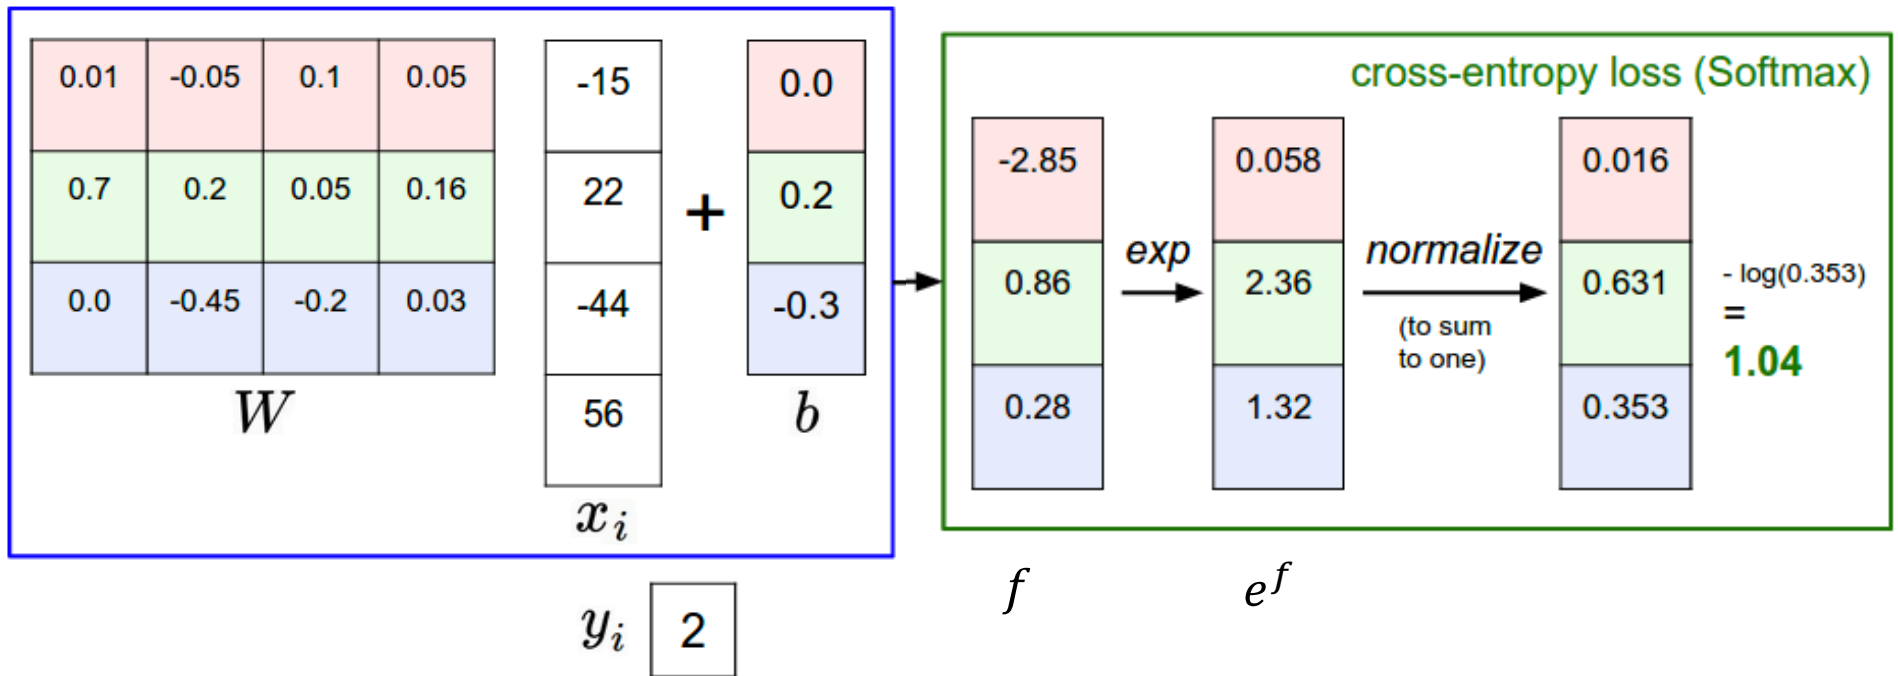 0.01 -0.05 0.1 0.05
0.7 0.2 0.05 0.16
0.0 -0.45 -0.2 0.03
W
-15
22
-44
56
x_i
+
0.0
0.2
-0.3
b
y_i 2
cross-entropy loss (Softmax)
-2.85
0.86
0.28
f
exp
0.058
2.36
1.32
e^f
normalize
(to sum
to one)
0.016
0.631
0.353
- log(0.353)
=
1.04